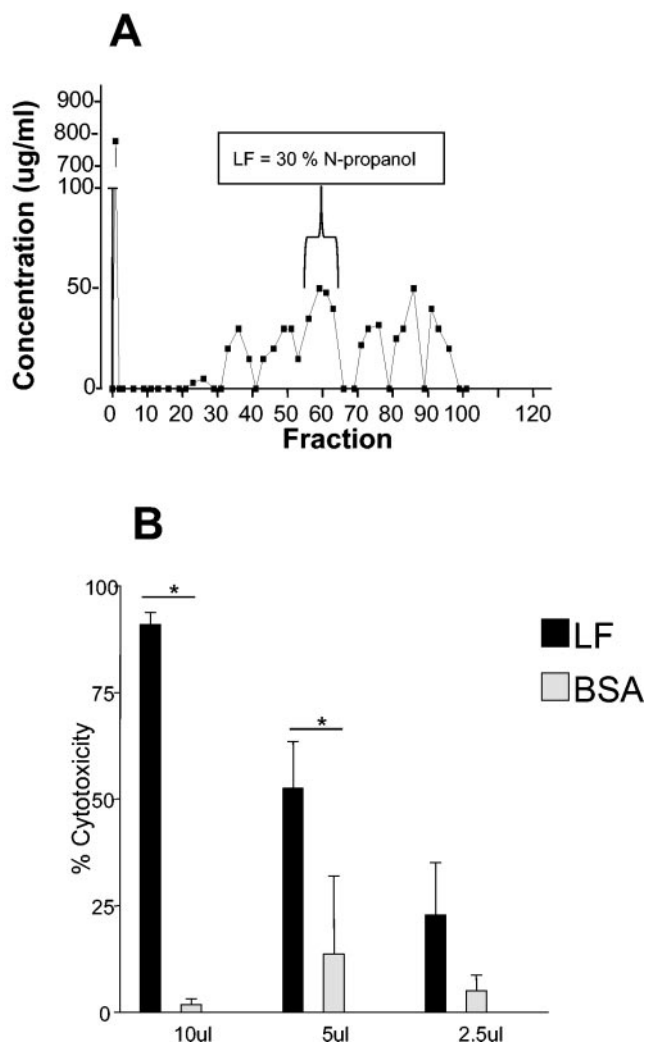 A
Concentration (ug/ml)
900
800
700
100
50
0
LF = 30 % N-propanol
0 10 20 30 40 50 60 70 80 90 100 120
Fraction
B
% Cytotoxicity
100
75
50
25
0
*
*
LF
BSA
10ul 5ul 2.5ul